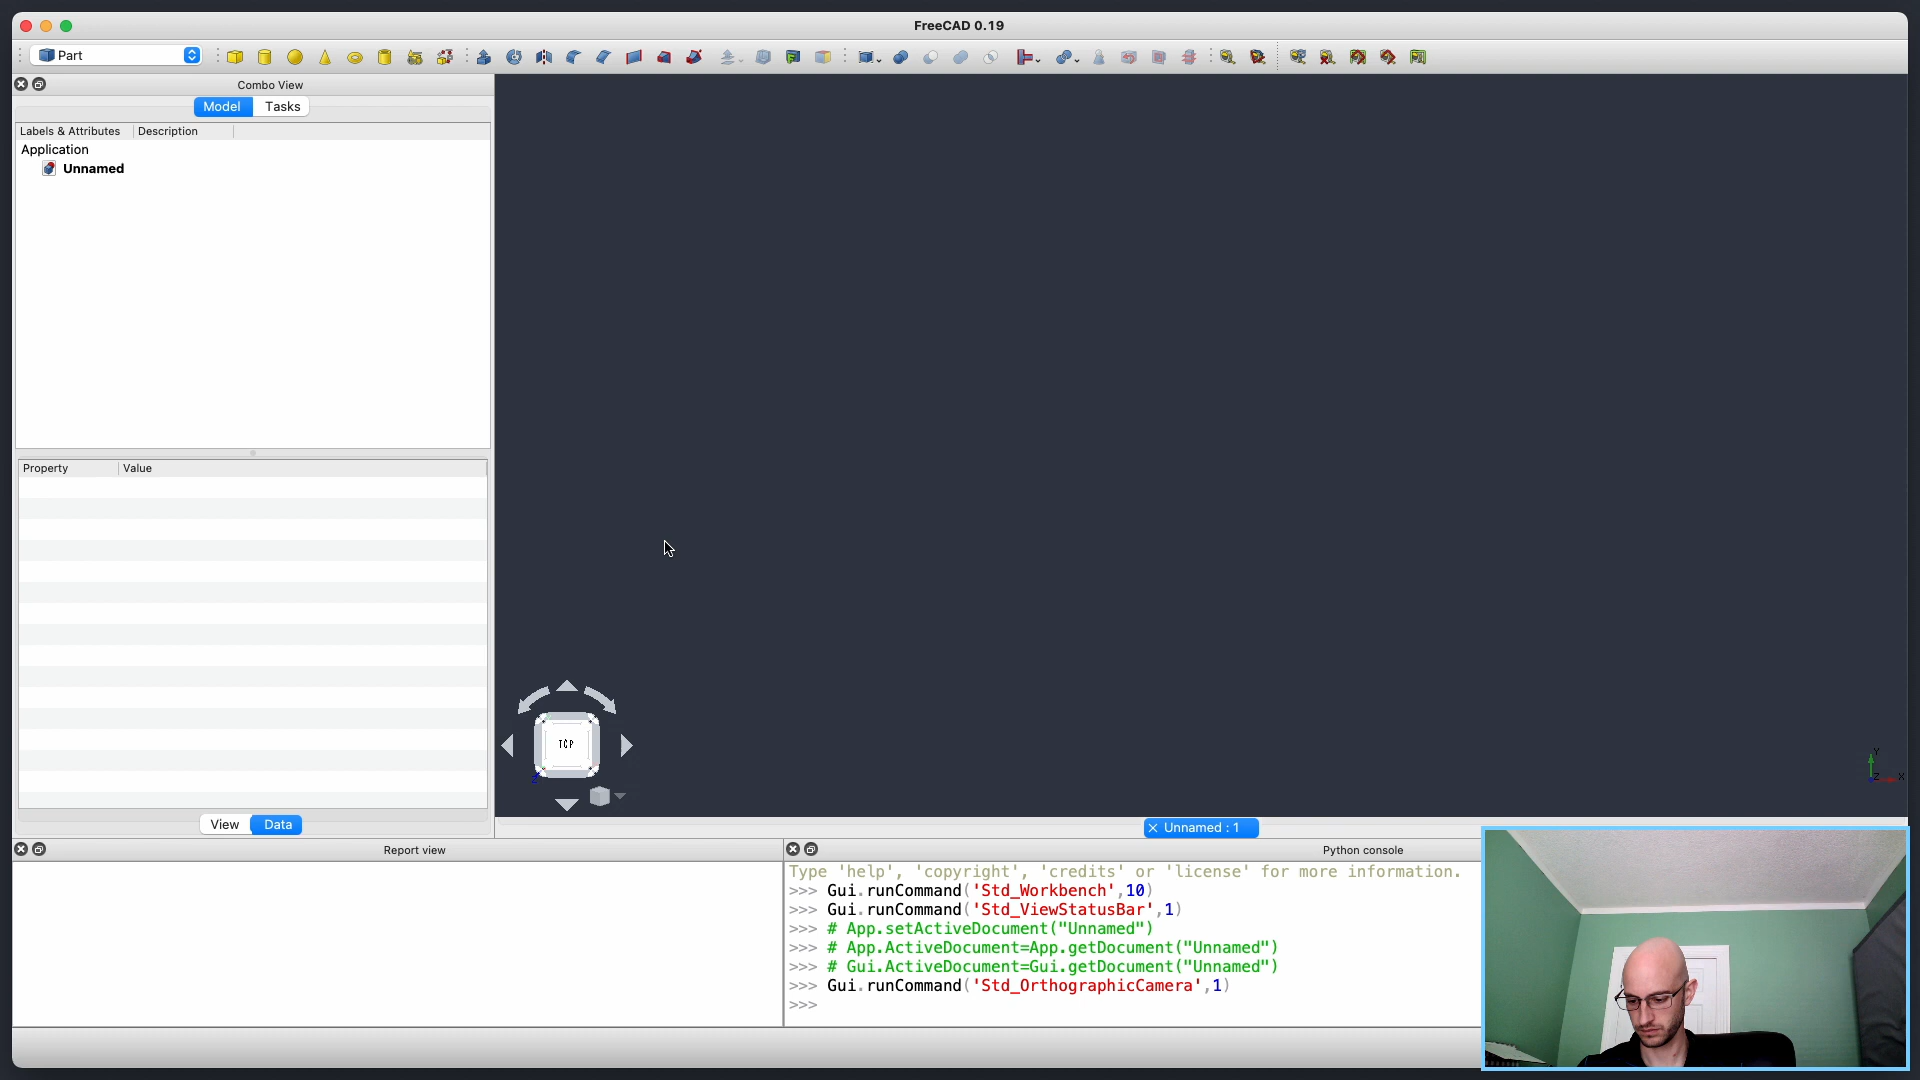 FreeCAD 0.19
Part
Combo View
Model Tasks
Labels & Attributes Description
Application
Unnamed
Property Value
View Data
TOP
Y
Z X
Z
Unnamed : 1
Report view
Python console
Type 'help', 'copyright', 'credits' or 'license' for more information.
>>> Gui.runCommand('Std_Workbench',10)
>>> Gui.runCommand('Std_ViewStatusBar',1)
>>> # App.setActiveDocument("Unnamed")
>>> # App.ActiveDocument=App.getDocument("Unnamed")
>>> # Gui.ActiveDocument=Gui.getDocument("Unnamed")
>>> Gui.runCommand('Std_OrthographicCamera',1)
>>>